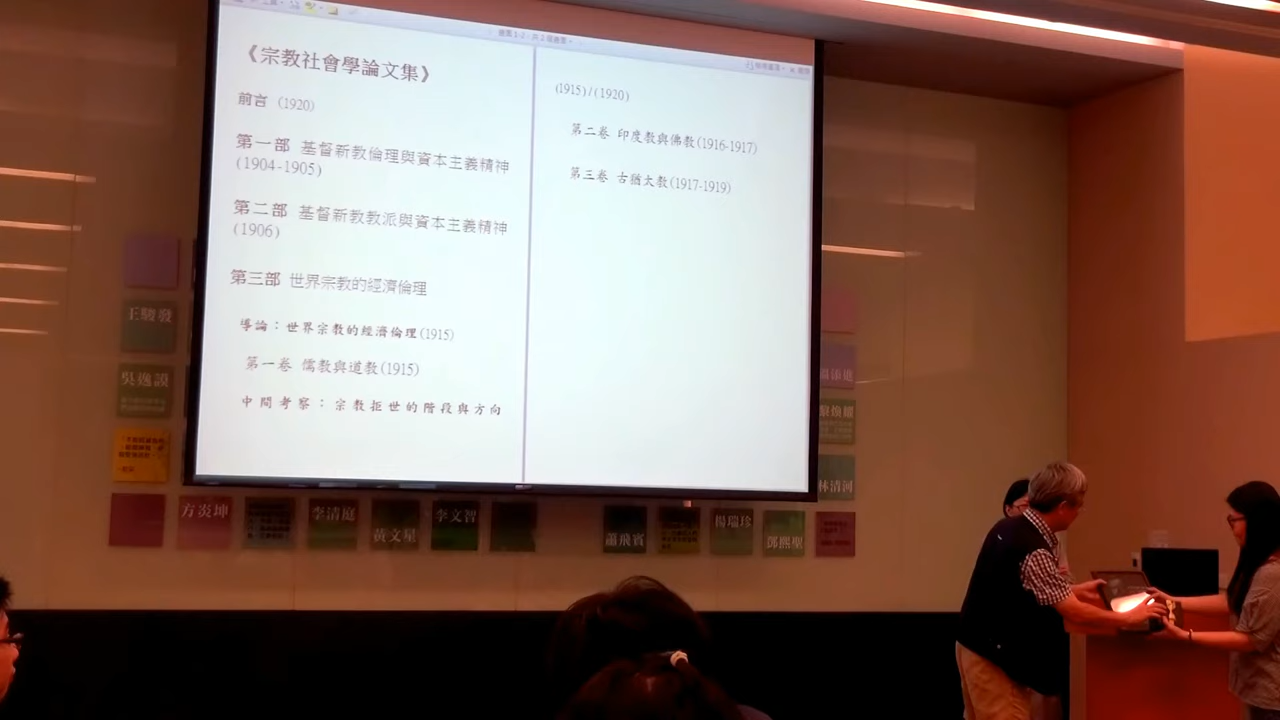 《宗教社會學論文集》
前言 (1920)
第一部 基督新教倫理與資本主義精神
(1904-1905)
第二部 基督新教教派與資本主義精神
(1906)
第三部 世界宗教的經濟倫理
導論：世界宗教的經濟倫理(1915)
第一卷 儒教與道教(1915)
中間考察：宗教拒世的階段與方向
(1915)/(1920)
第二卷 印度教與佛教(1916-1917)
第三卷 古猶太教(1917-1919)
王駿發
吳逸謨
方炎坤
李清庭
黃文星
李文智
蕭飛賓
楊瑞珍
鄧熙聖
林清河